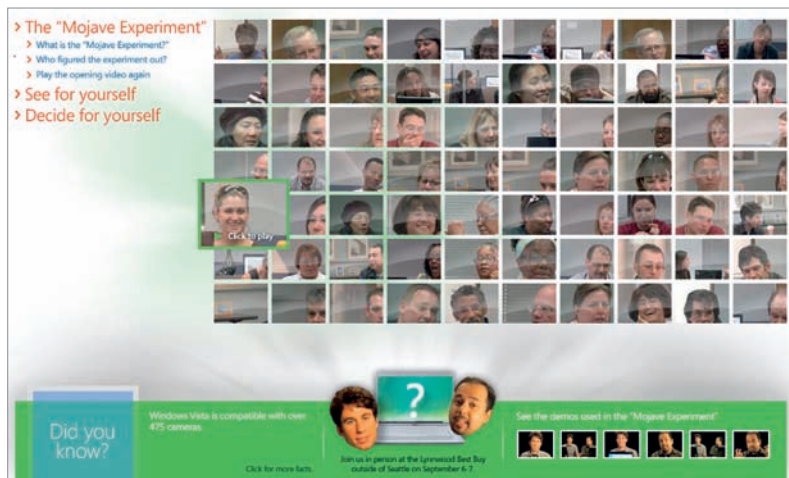 The "Mojave Experiment"
What is the "Mojave Experiment?"
Who figured the experiment out?
Play the opening video again
See for yourself
Decide for yourself
Click to play
Did you
know?
Windows Vista is compatible with over
475 cameras
Click for more facts.
?
Join us in person at the Lynnwood Best Buy
outside of Seattle on September 6-7.
See the demos used in the "Mojave Experiment"